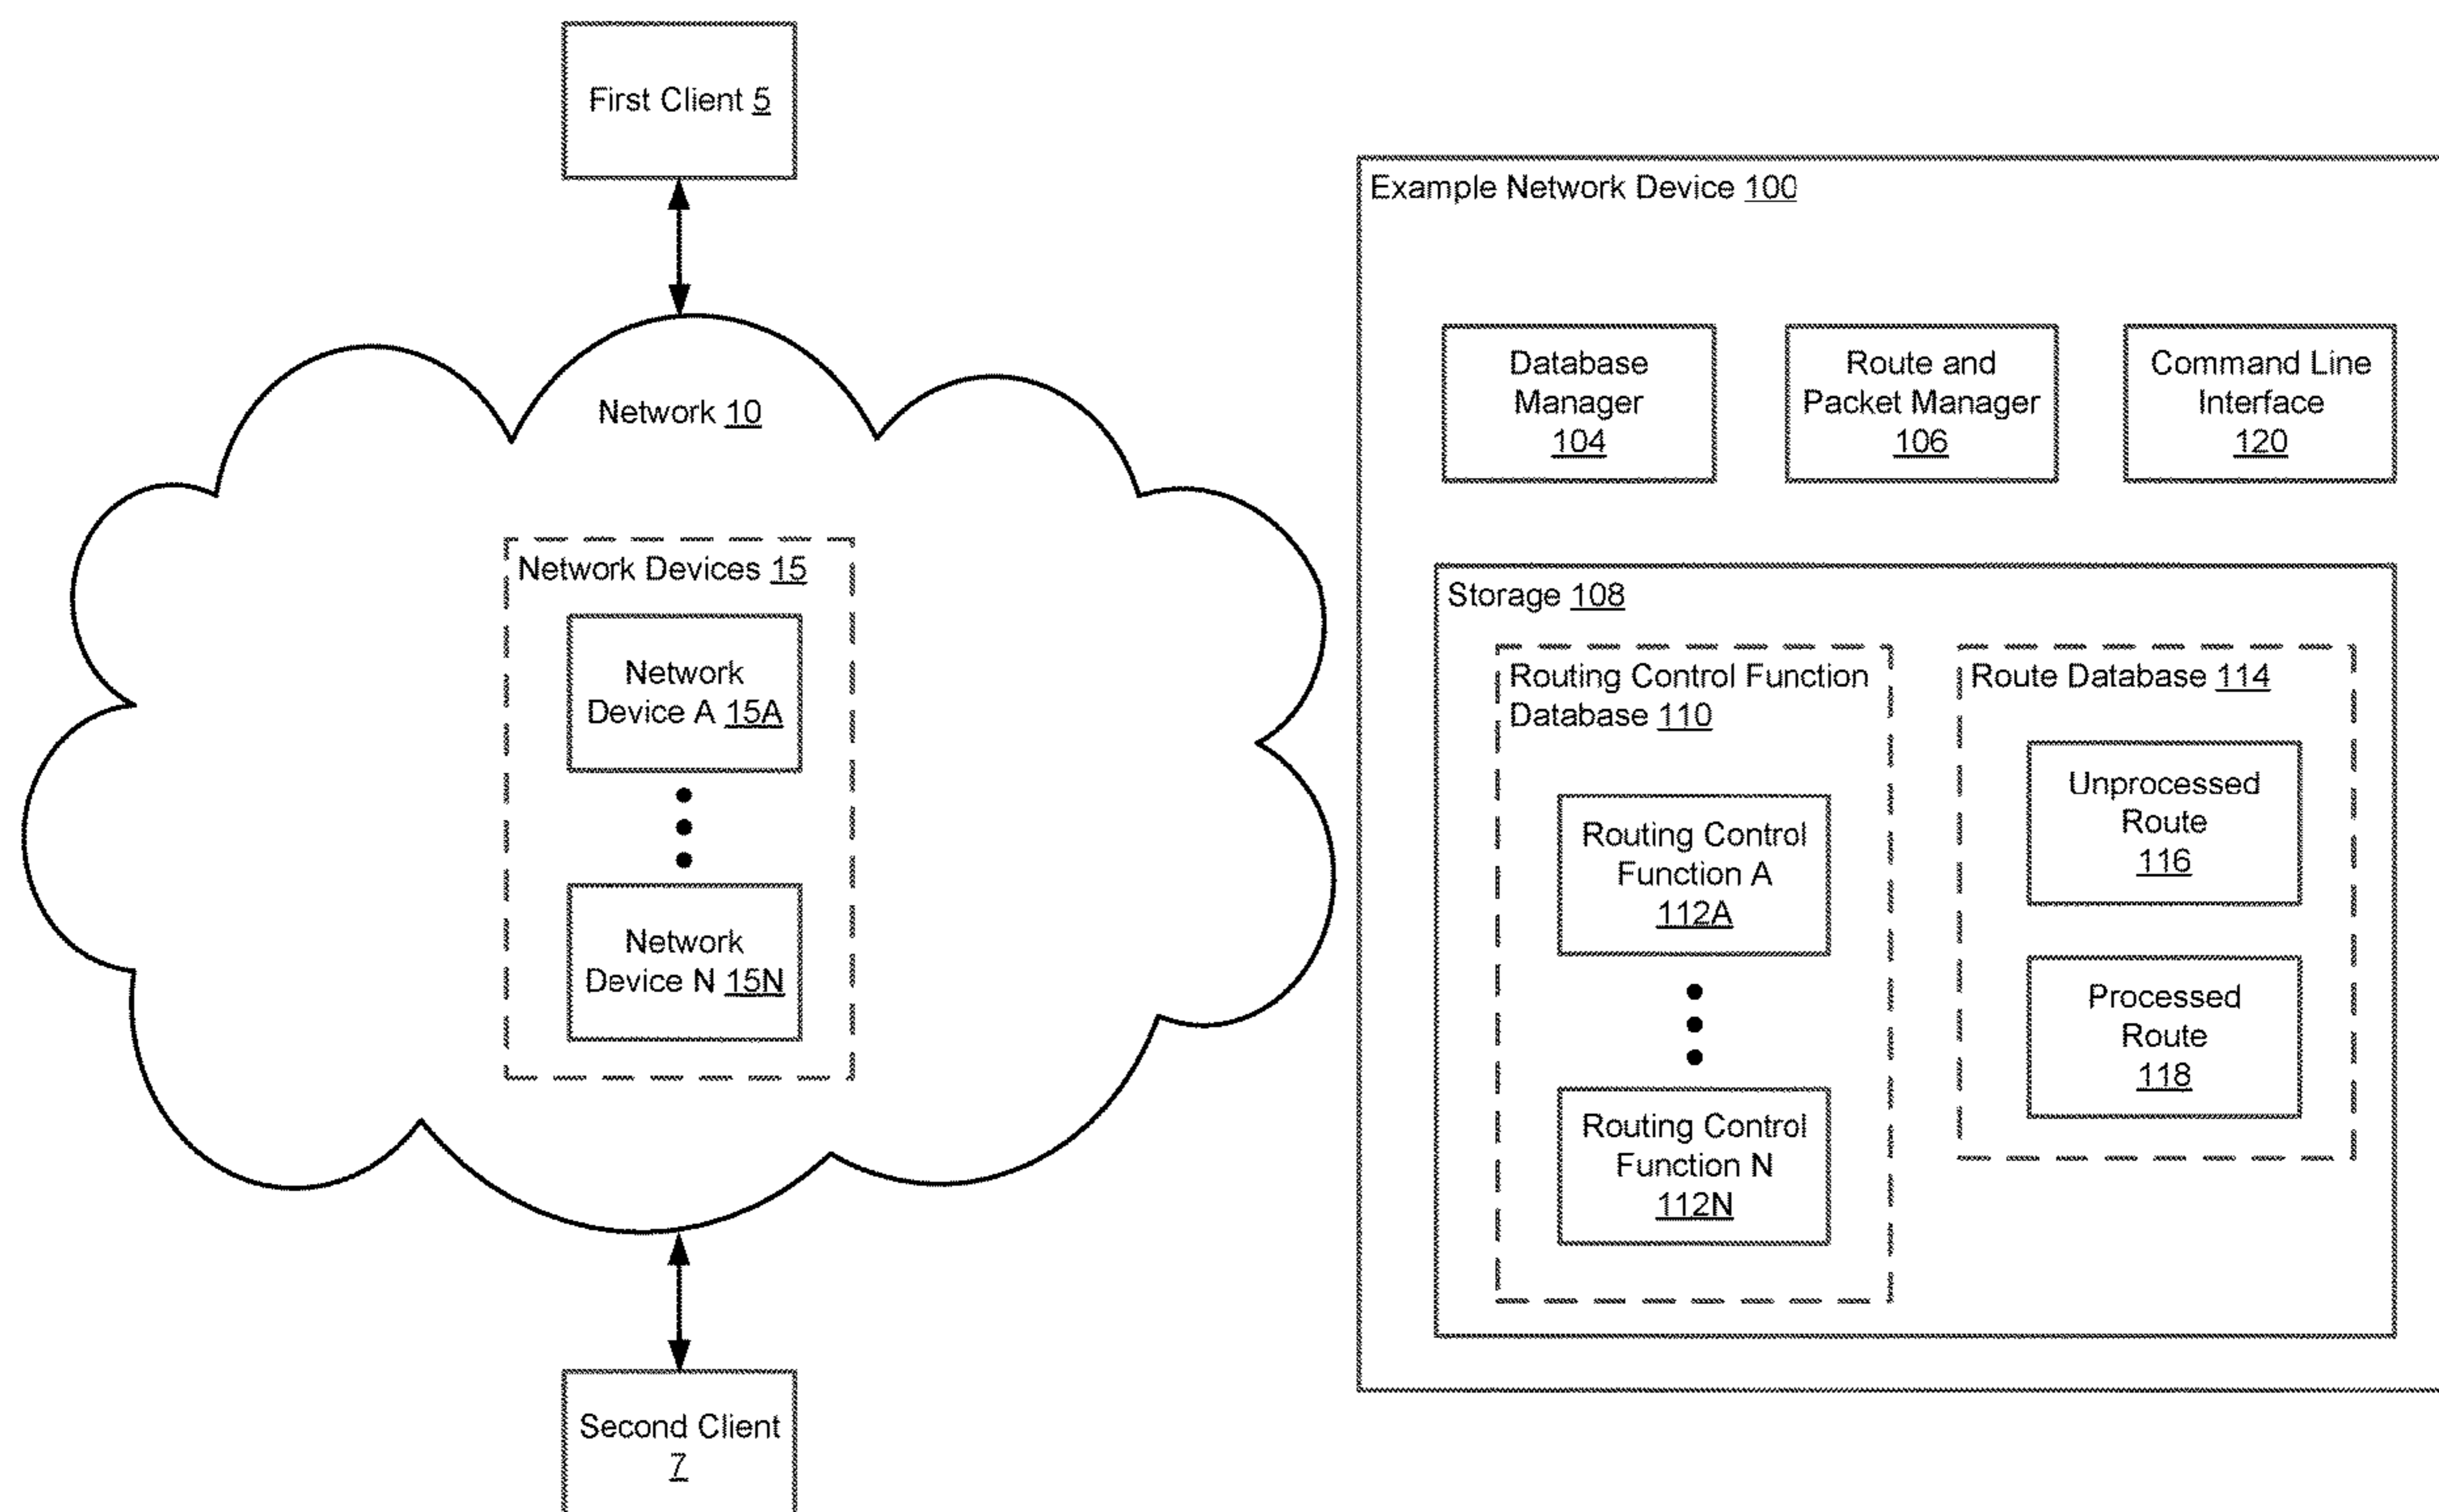 First Client 5
Network 10
Network Devices 15
Network
Device A 15A
Network
Device N 15N
Second Client
7
Example Network Device 100
Database
Manager
104
Route and
Packet Manager
106
Command Line
Interface
120
Storage 108
Routing Control Function
Database 110
Routing Control
Function A
112A
Routing Control
Function N
112N
Route Database 114
Unprocessed
Route
116
Processed
Route
118